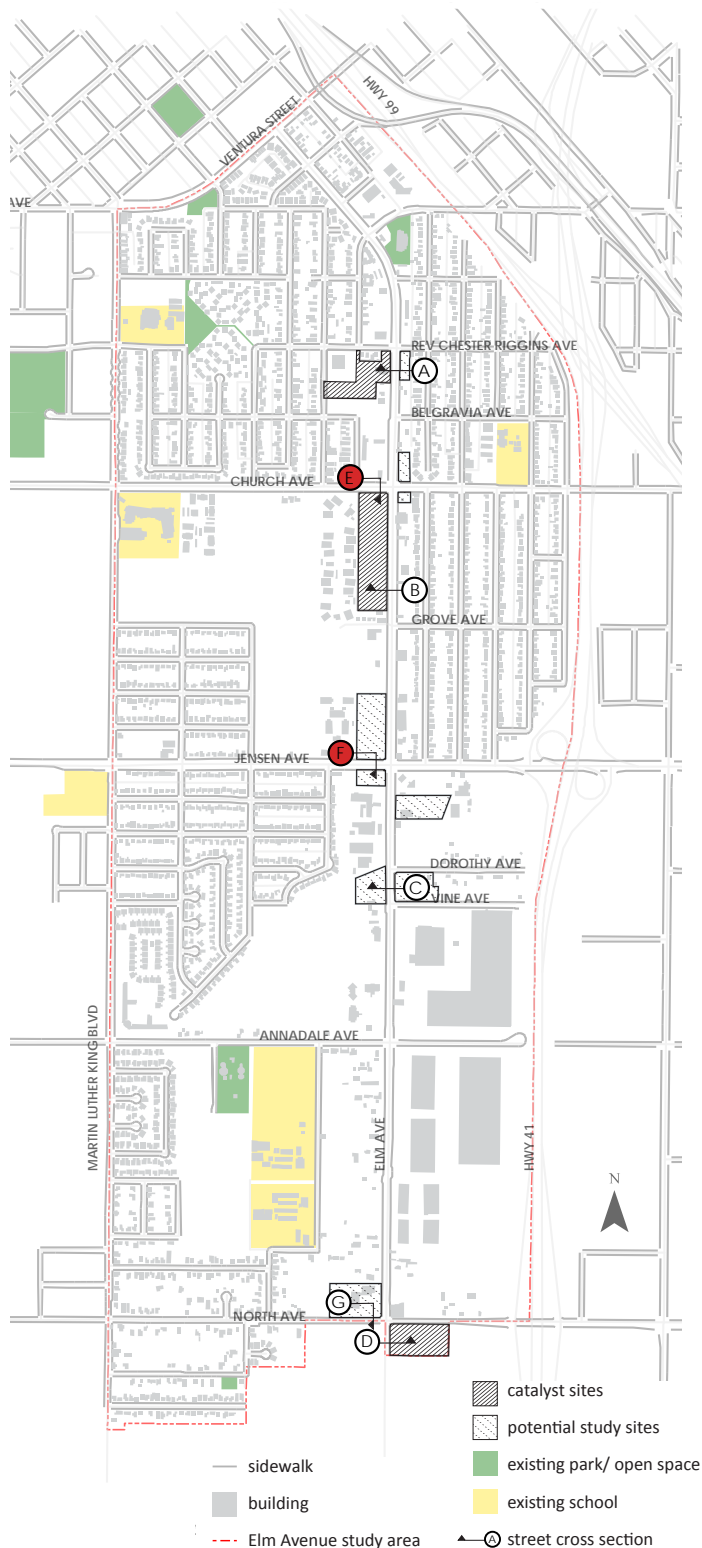 HWY 99
VENTURA STREET
AVE
REV CHESTER RIGGINS AVE
A
BELGRAVIA AVE
E
CHURCH AVE
B
GROVE AVE
F
JENSEN AVE
DOROTHY AVE
C
VINE AVE
ANNADALE AVE
MARTIN LUTHER KING BLVD
ELM AVE
HWY 41
N
G
NORTH AVE
D
catalyst sites
potential study sites
sidewalk
existing park/ open space
building
existing school
Elm Avenue study area
A street cross section